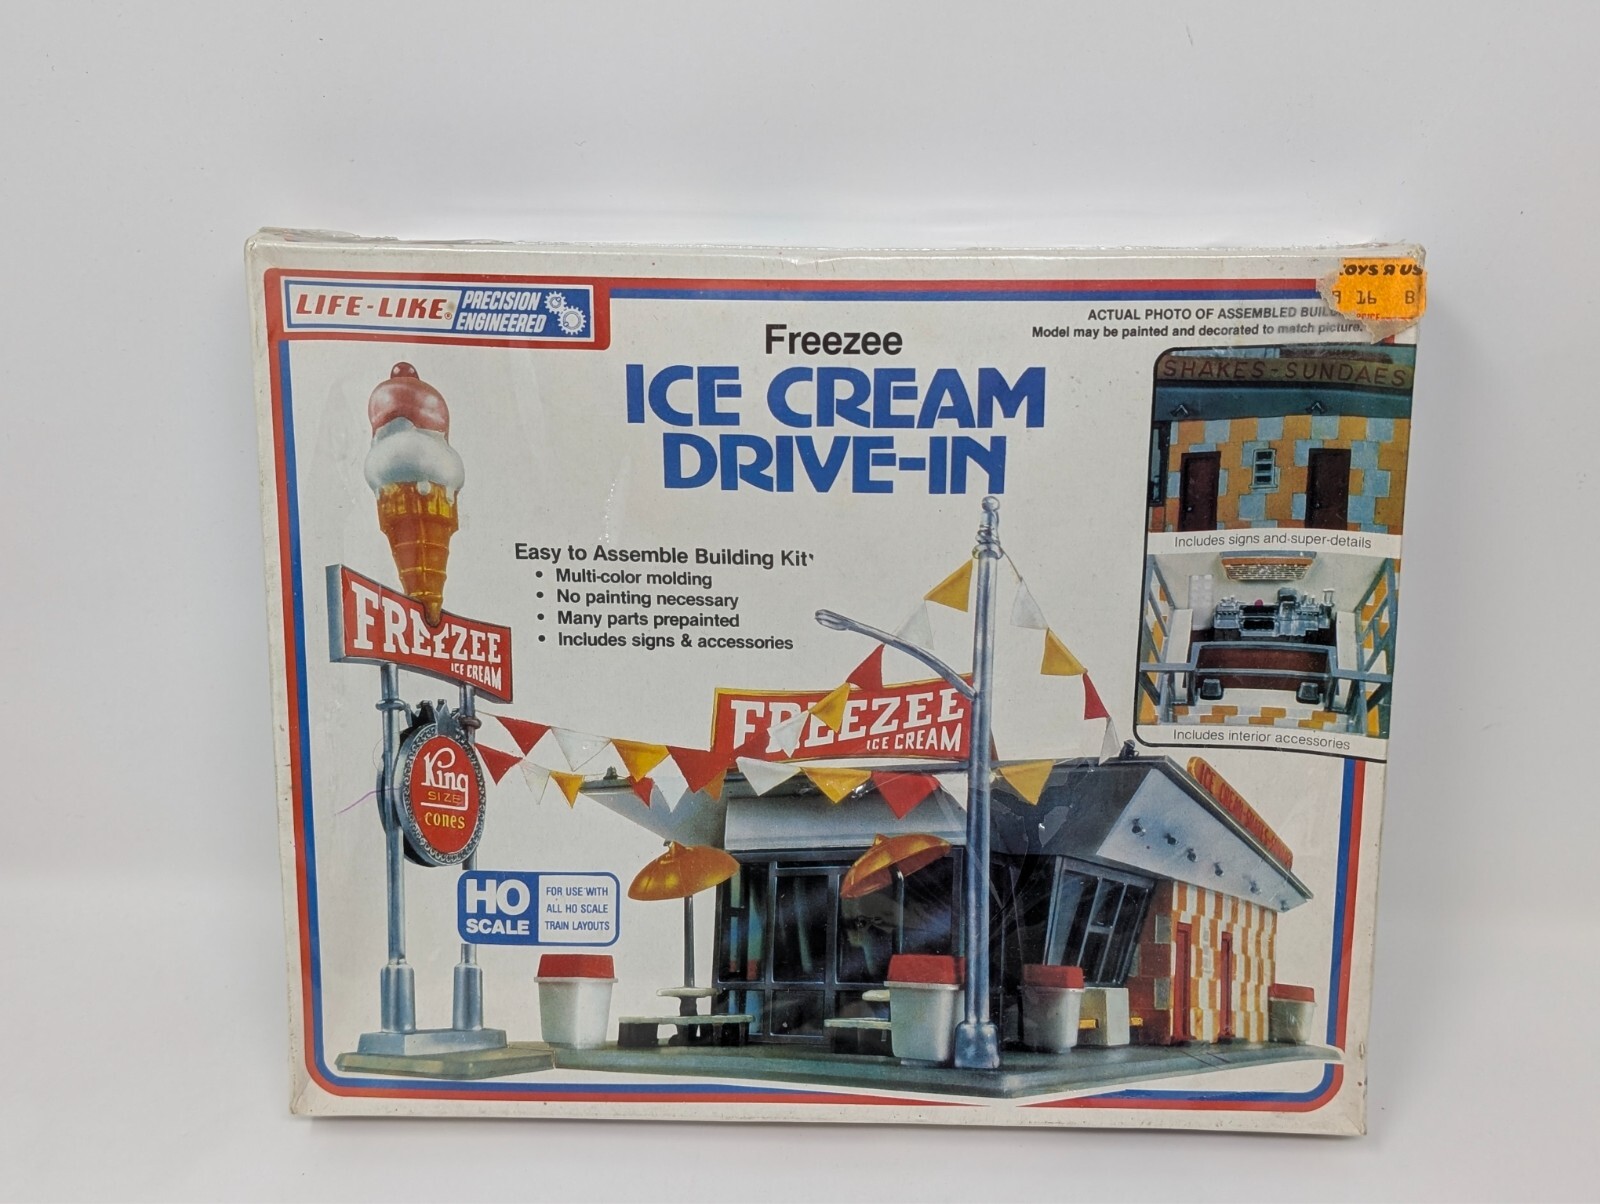 LIFE-LIKE® PRECISION ENGINEERED
TOYS R US
16 B
ACTUAL PHOTO OF ASSEMBLED
Model may be painted and decorated to match picture.
Freezee
ICE CREAM
DRIVE-IN
SHAKES-SUNDAES
Includes signs and super-details
Easy to Assemble Building Kit
• Multi-color molding
• No painting necessary
• Many parts prepainted
• Includes signs & accessories
FREEZEE
ICE CREAM
FREEZEE
ICE CREAM
Includes interior accessories
King
SIZE
cones
HO
SCALE
FOR USE WITH
ALL HO SCALE
TRAIN LAYOUTS